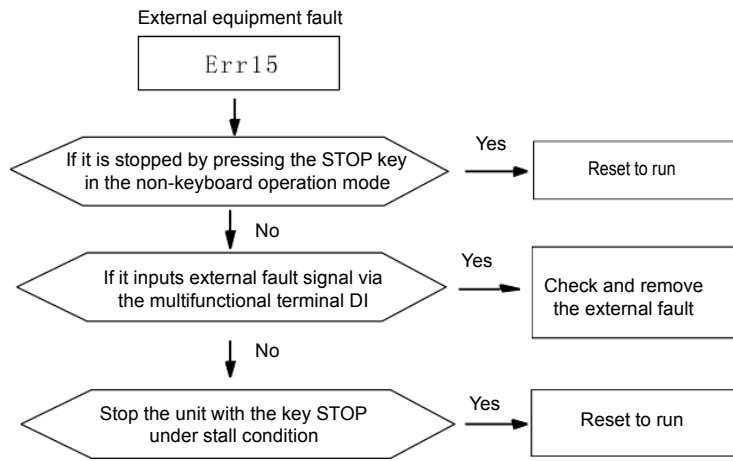 External equipment fault
Err15
If it is stopped by pressing the STOP key
in the non-keyboard operation mode
Yes
Reset to run
No
If it inputs external fault signal via
the multifunctional terminal DI
Yes
Check and remove
the external fault
No
Stop the unit with the key STOP
under stall condition
Yes
Reset to run